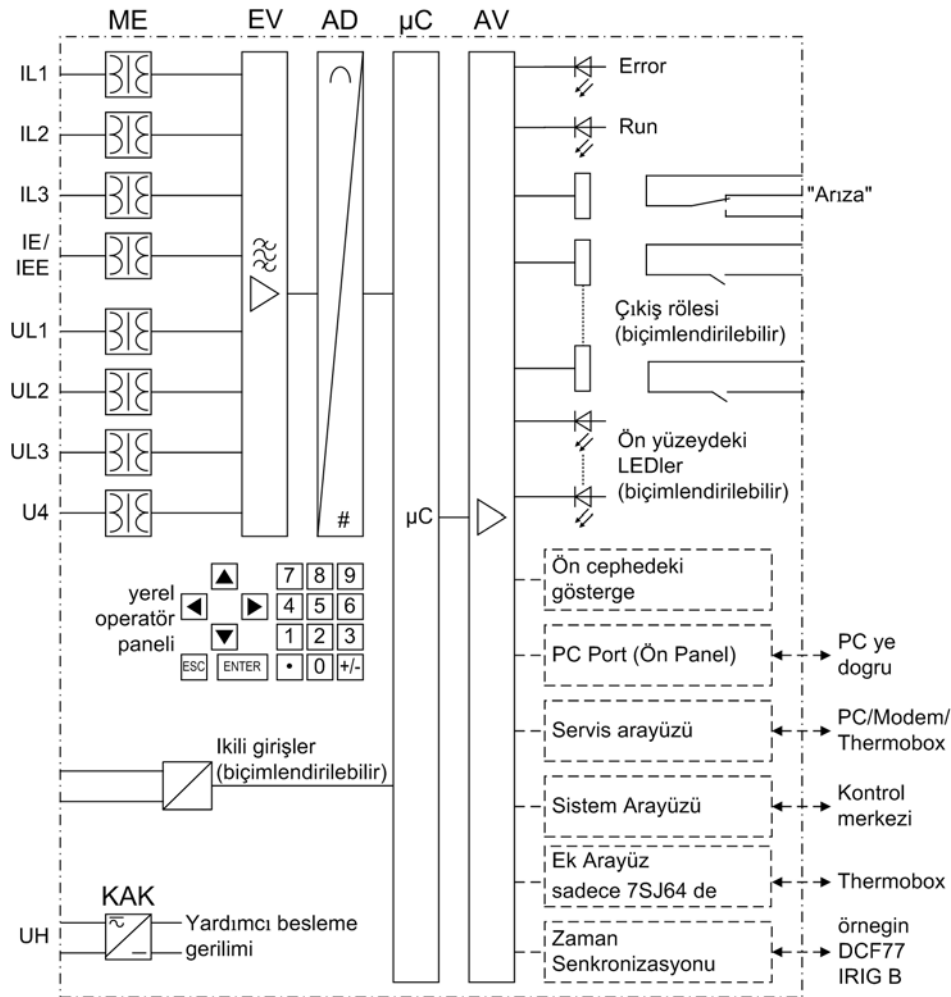 ME EV AD µC AV
IL1
IL2
IL3
IE/
IEE
UL1
UL2
UL3
U4
#
µC
Error
Run
"Arıza"
Çıkiş rölesi
(biçimlendirilebilir)
Ön yüzeydeki
LEDler
(biçimlendirilebilir)
yerel
operatör
paneli
7 8 9
4 5 6
1 2 3
ESC ENTER • 0 +/-
Ön cephedeki
gösterge
PC Port (Ön Panel)
PC ye
dogru
Servis arayüzü
PC/Modem/
Thermobox
Sistem Arayüzü
Kontrol
merkezi
Ek Arayüz
sadece 7SJ64 de
Thermobox
Zaman
Senkronizasyonu
örnegin
DCF77
IRIG B
Ikili girişler
(biçimlendirilebilir)
KAK
UH
Yardımcı besleme
gerilimi